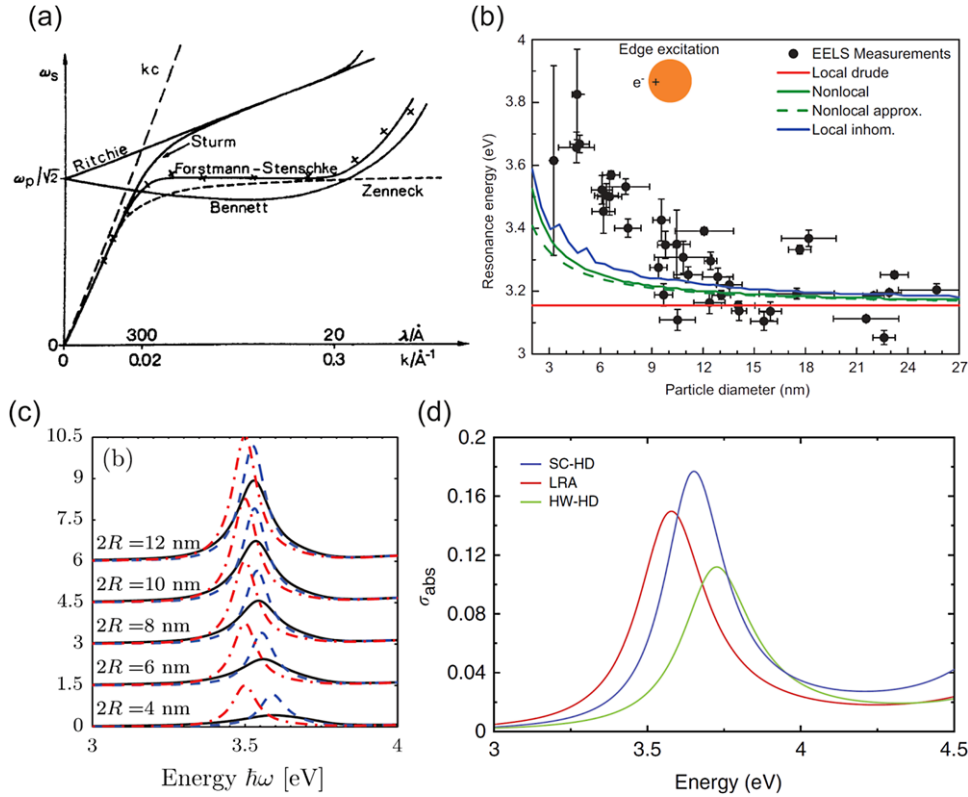 (a)
ωs
kc
Ritchie
Sturm
Forstmann-Stenschke
ωp/√2
Zenneck
Bennett
0
300
20
λ/Å
0
0.02
0.3
k/Å⁻¹
(b)
4
3.8
3.6
3.4
3.2
3
Resonance energy (eV)
Edge excitation
e⁻
+
EELS Measurements
Local drude
Nonlocal
Nonlocal approx.
Local inhom.
3 6 9 12 15 18 21 24 27
Particle diameter (nm)
(c)
(b)
10.5
9
7.5
6
4.5
3
1.5
0
2R = 12 nm
2R = 10 nm
2R = 8 nm
2R = 6 nm
2R = 4 nm
3 3.5 4
Energy ℏω [eV]
(d)
0.2
0.16
0.12
0.08
0.04
0
σabs
SC-HD
LRA
HW-HD
3 3.5 4 4.5
Energy (eV)